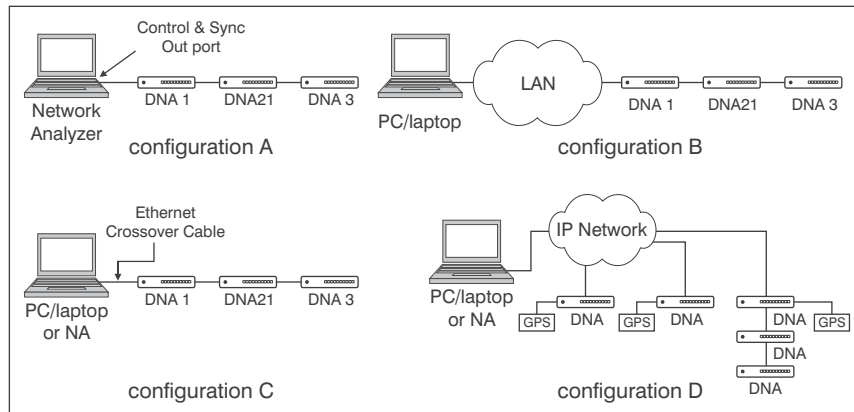 Control & Sync
Out port
Network
Analyzer
DNA 1
DNA21
DNA 3
configuration A
PC/laptop
LAN
DNA 1
DNA21
DNA 3
configuration B
Ethernet
Crossover Cable
PC/laptop
or NA
DNA 1
DNA21
DNA 3
configuration C
IP Network
PC/laptop
or NA
GPS
DNA
GPS
DNA
DNA
GPS
DNA
DNA
configuration D